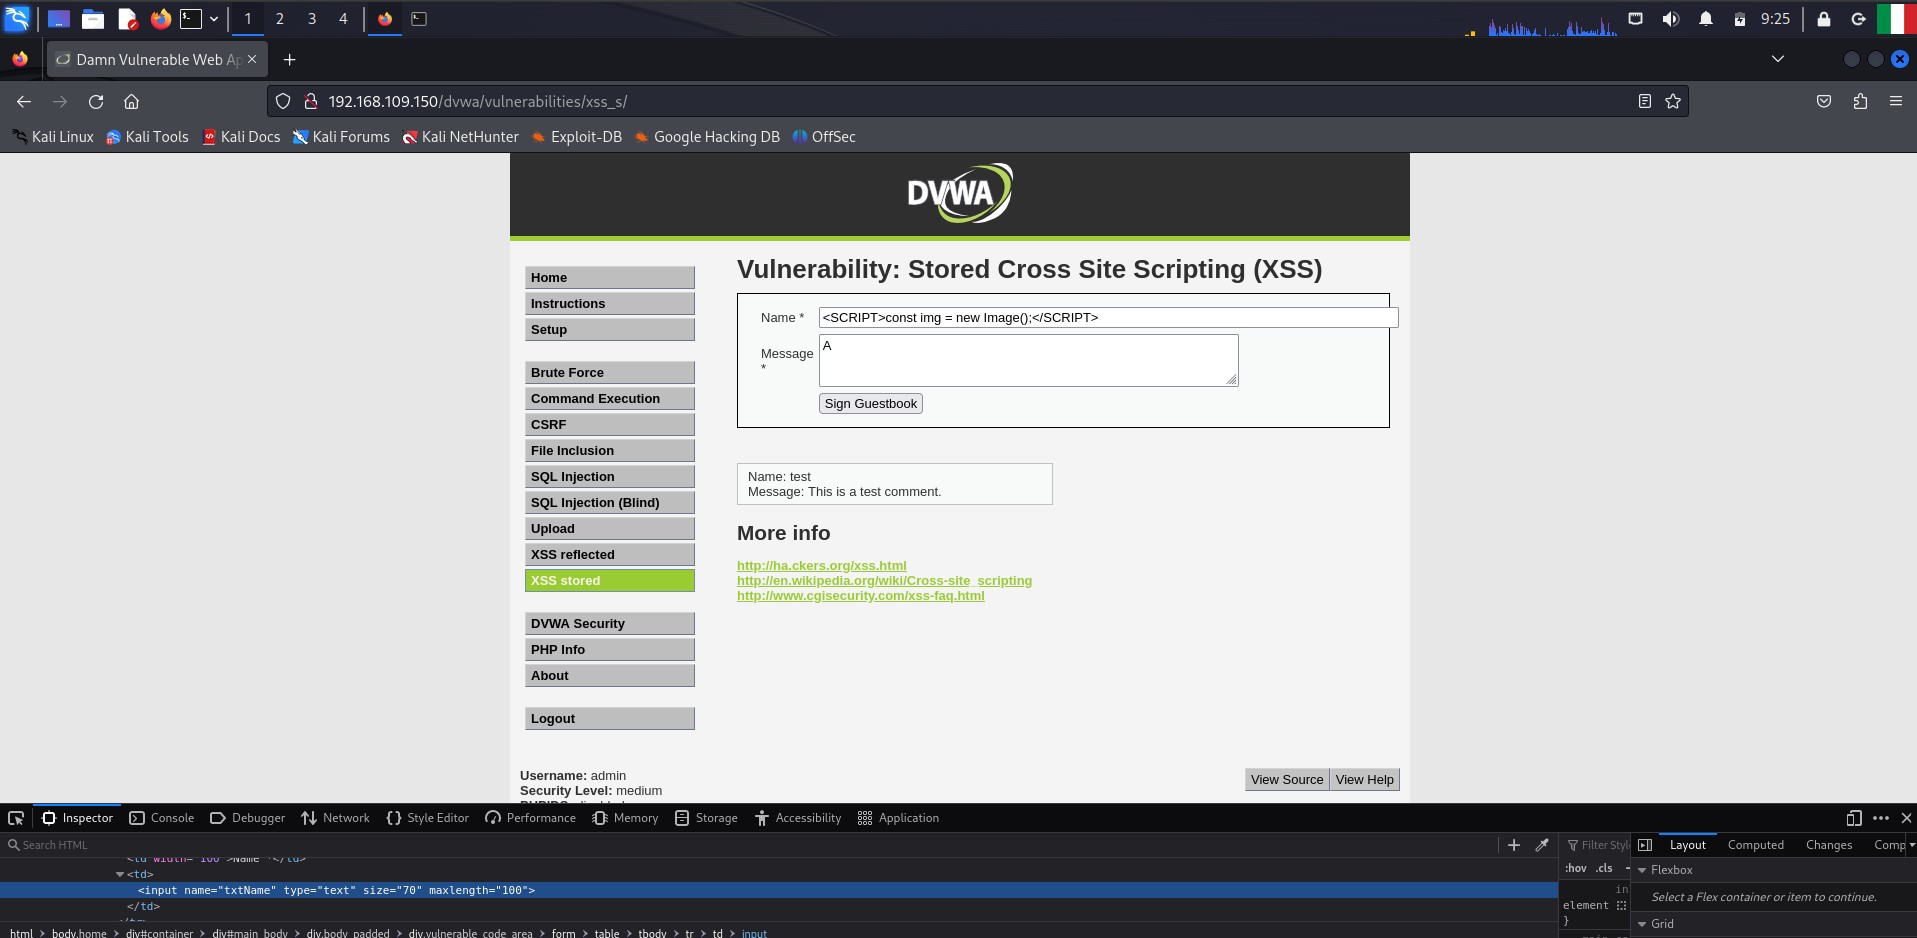 1 2 3 4 9:25
Damn Vulnerable Web Ap
192.168.109.150/dvwa/vulnerabilities/xss_s/
Kali Linux Kali Tools Kali Docs Kali Forums Kali NetHunter Exploit-DB Google Hacking DB OffSec
DVWA
Home
Instructions
Setup
Brute Force
Command Execution
CSRF
File Inclusion
SQL Injection
SQL Injection (Blind)
Upload
XSS reflected
XSS stored
DVWA Security
PHP Info
About
Logout
Vulnerability: Stored Cross Site Scripting (XSS)
Name * <SCRIPT>const img = new Image();</SCRIPT>
Message A
*
Sign Guestbook
Name: test
Message: This is a test comment.
More info
http://ha.ckers.org/xss.html
http://en.wikipedia.org/wiki/Cross-site_scripting
http://www.cgisecurity.com/xss-faq.html
Username: admin
Security Level: medium
View Source View Help
Inspector Console Debugger Network Style Editor Performance Memory Storage Accessibility Application
Search HTML
Filter Styl
Layout Computed Changes Comp
<td>
<input name="txtName" type="text" size="70" maxlength="100">
</td>
:hov .cls
in
element
}
Flexbox
Select a Flex container or item to continue.
Grid
html > body.home > div#container > div#main_body > div.body_padded > div.vulnerable_code_area > form > table > tbody > tr > td > input